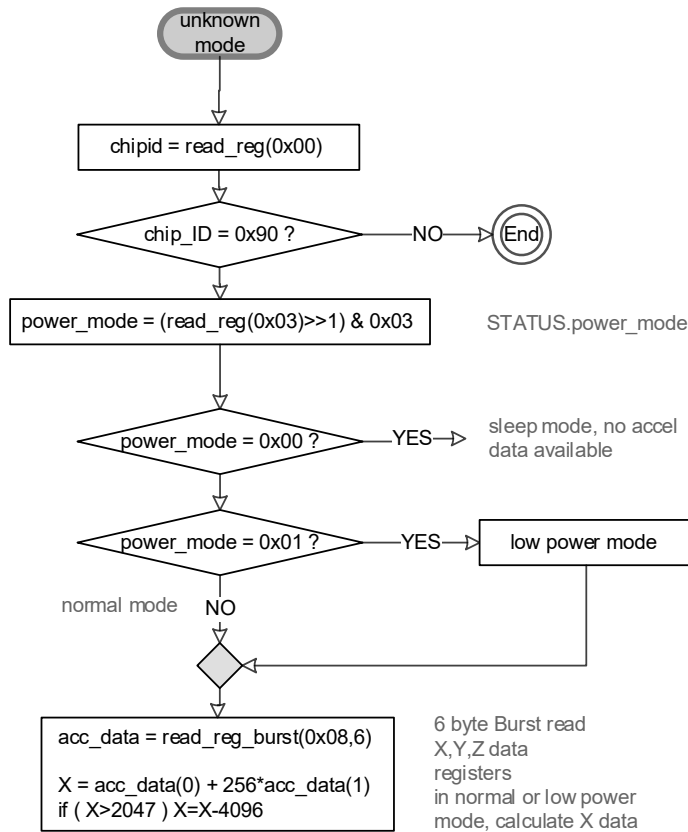 unknown
mode
chipid = read_reg(0x00)
chip_ID = 0x90 ?
NO
End
power_mode = (read_reg(0x03)>>1) & 0x03
STATUS.power_mode
power_mode = 0x00 ?
YES
sleep mode, no accel
data available
power_mode = 0x01 ?
YES
low power mode
normal mode
NO
acc_data = read_reg_burst(0x08,6)
X = acc_data(0) + 256*acc_data(1)
if ( X>2047 ) X=X-4096
6 byte Burst read
X,Y,Z data
registers
in normal or low power
mode, calculate X data